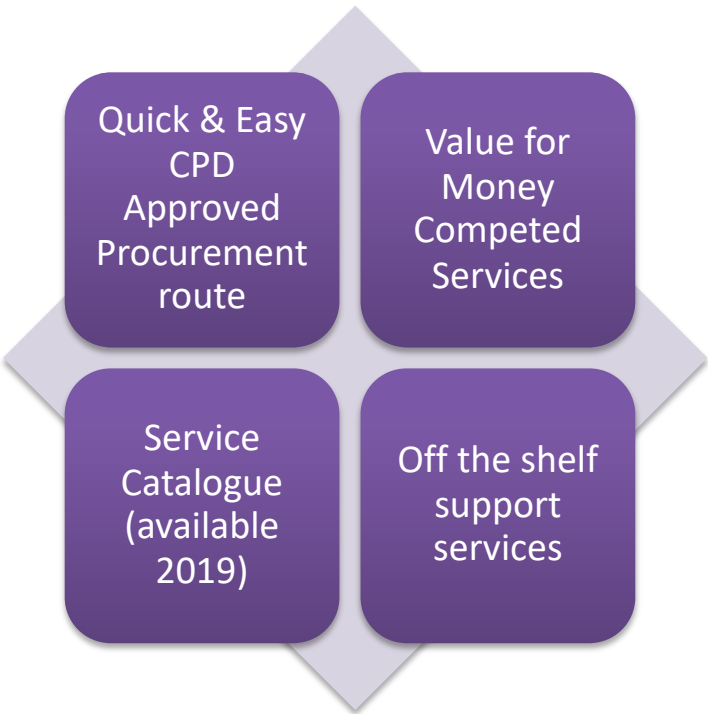 Quick & Easy
CPD
Approved
Procurement
route
Value for
Money
Competed
Services
Service
Catalogue
(available
2019)
Off the shelf
support
services